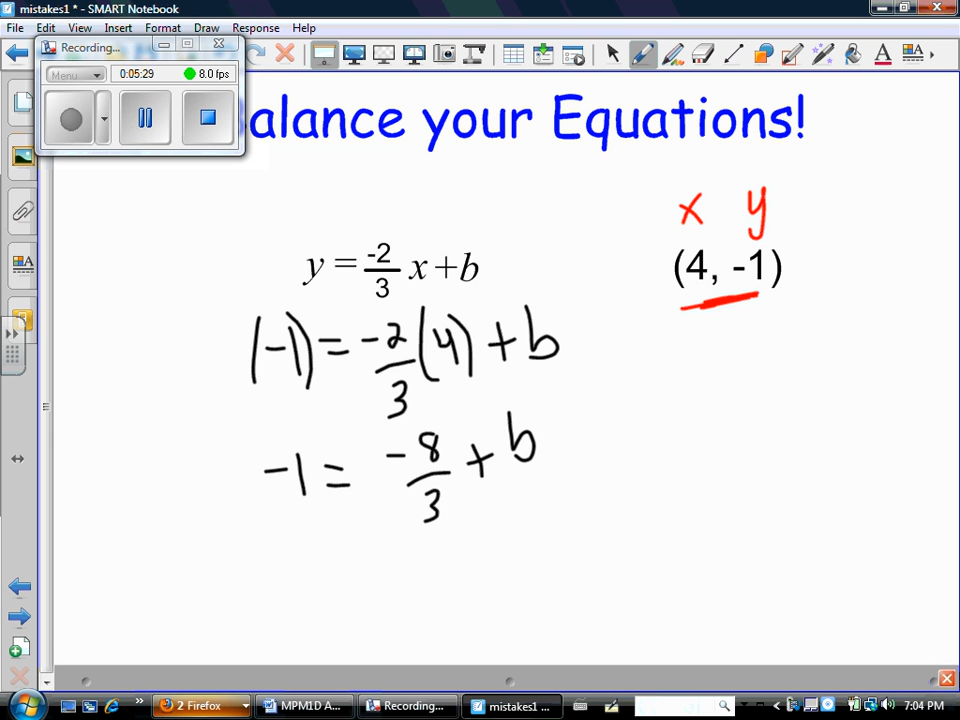 mistakes1 * - SMART Notebook
File Edit View Insert Format Draw Response Help
Recording...
Menu 0:05:29 8.0 fps
alance your Equations!
x y
y = -2/3 x + b (4, -1)
(-1) = -2/3 (4) + b
-1 = -8/3 + b
2 Firefox MPM1D A... Recording... mistakes1 ... 7:04 PM